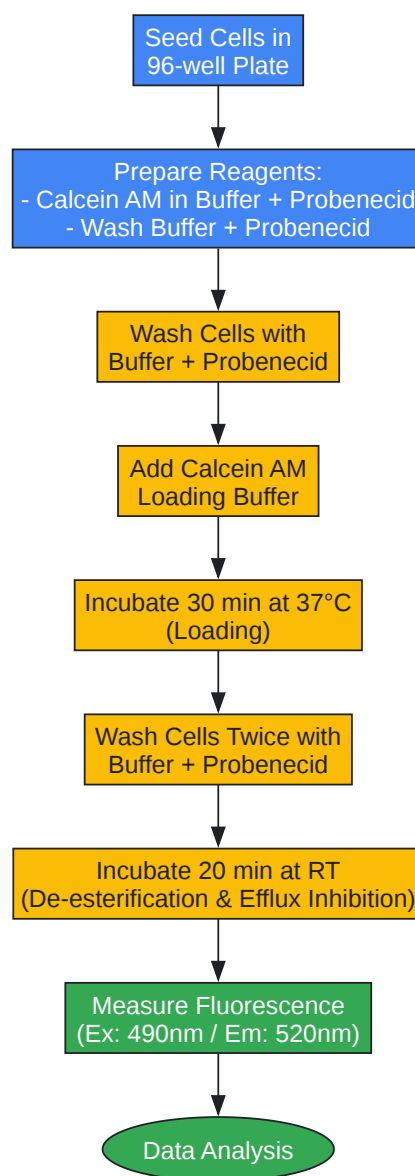 Seed Cells in
96-well Plate
Prepare Reagents:
- Calcein AM in Buffer + Probenecid
- Wash Buffer + Probenecid
Wash Cells with
Buffer + Probenecid
Add Calcein AM
Loading Buffer
Incubate 30 min at 37°C
(Loading)
Wash Cells Twice with
Buffer + Probenecid
Incubate 20 min at RT
(De-esterification & Efflux Inhibition)
Measure Fluorescence
(Ex: 490nm / Em: 520nm)
Data Analysis